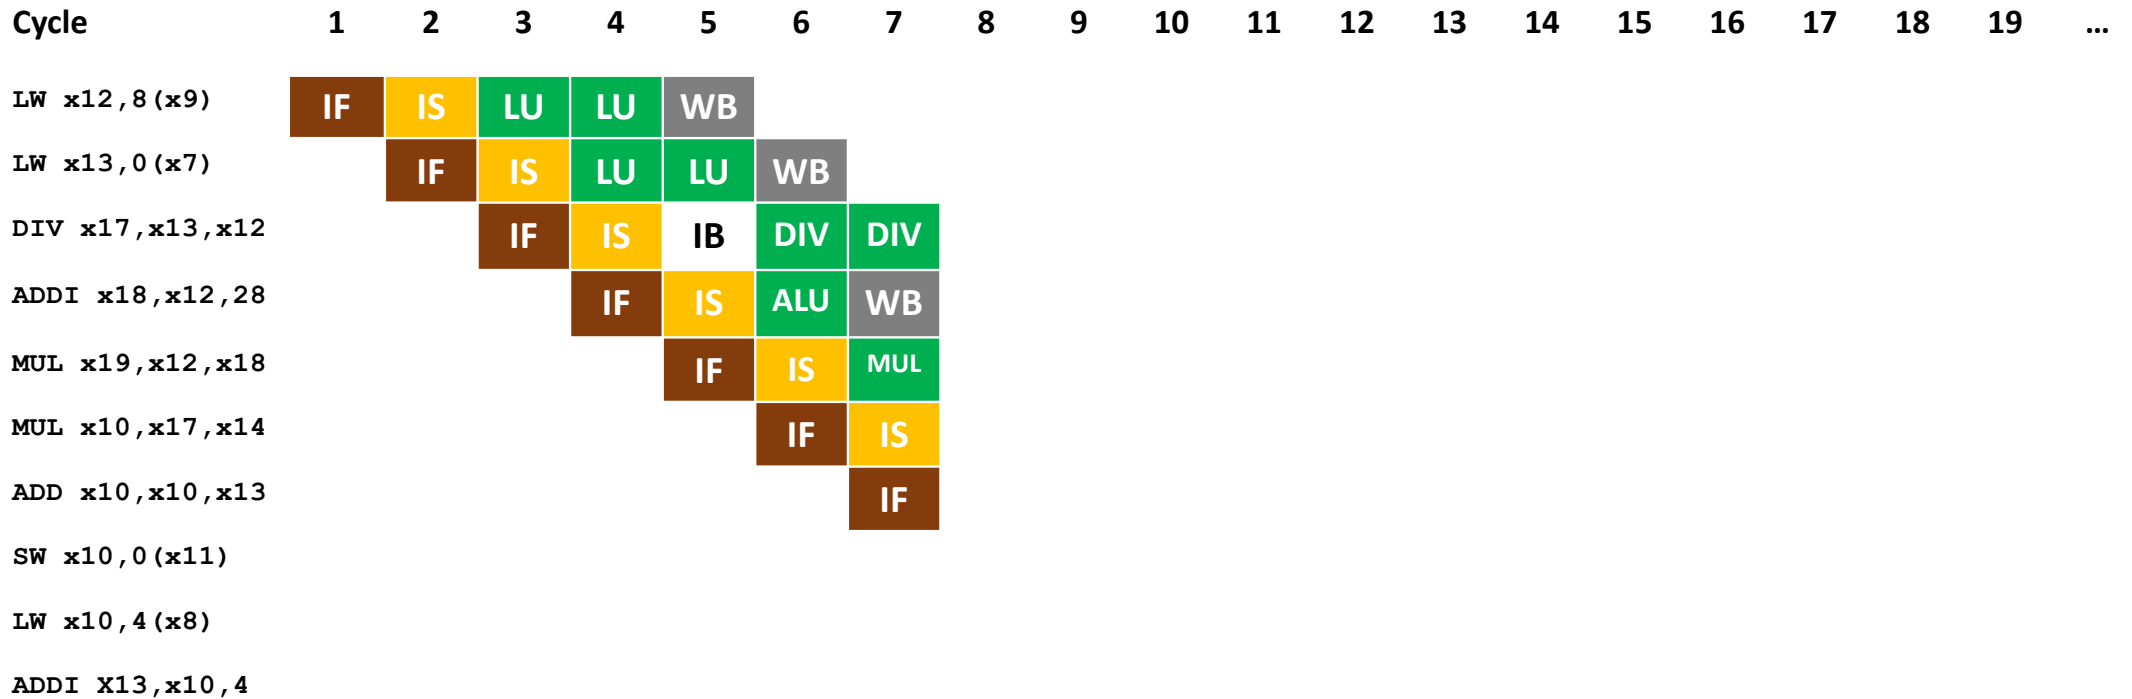 Cycle 1 2 3 4 5 6 7 8 9 10 11 12 13 14 15 16 17 18 19 ...
LW x12,8(x9) IF IS LU LU WB
LW x13,0(x7) IF IS LU LU WB
DIV x17,x13,x12 IF IS IB DIV DIV
ADDI x18,x12,28 IF IS ALU WB
MUL x19,x12,x18 IF IS MUL
MUL x10,x17,x14 IF IS
ADD x10,x10,x13 IF
SW x10,0(x11)
LW x10,4(x8)
ADDI X13,x10,4